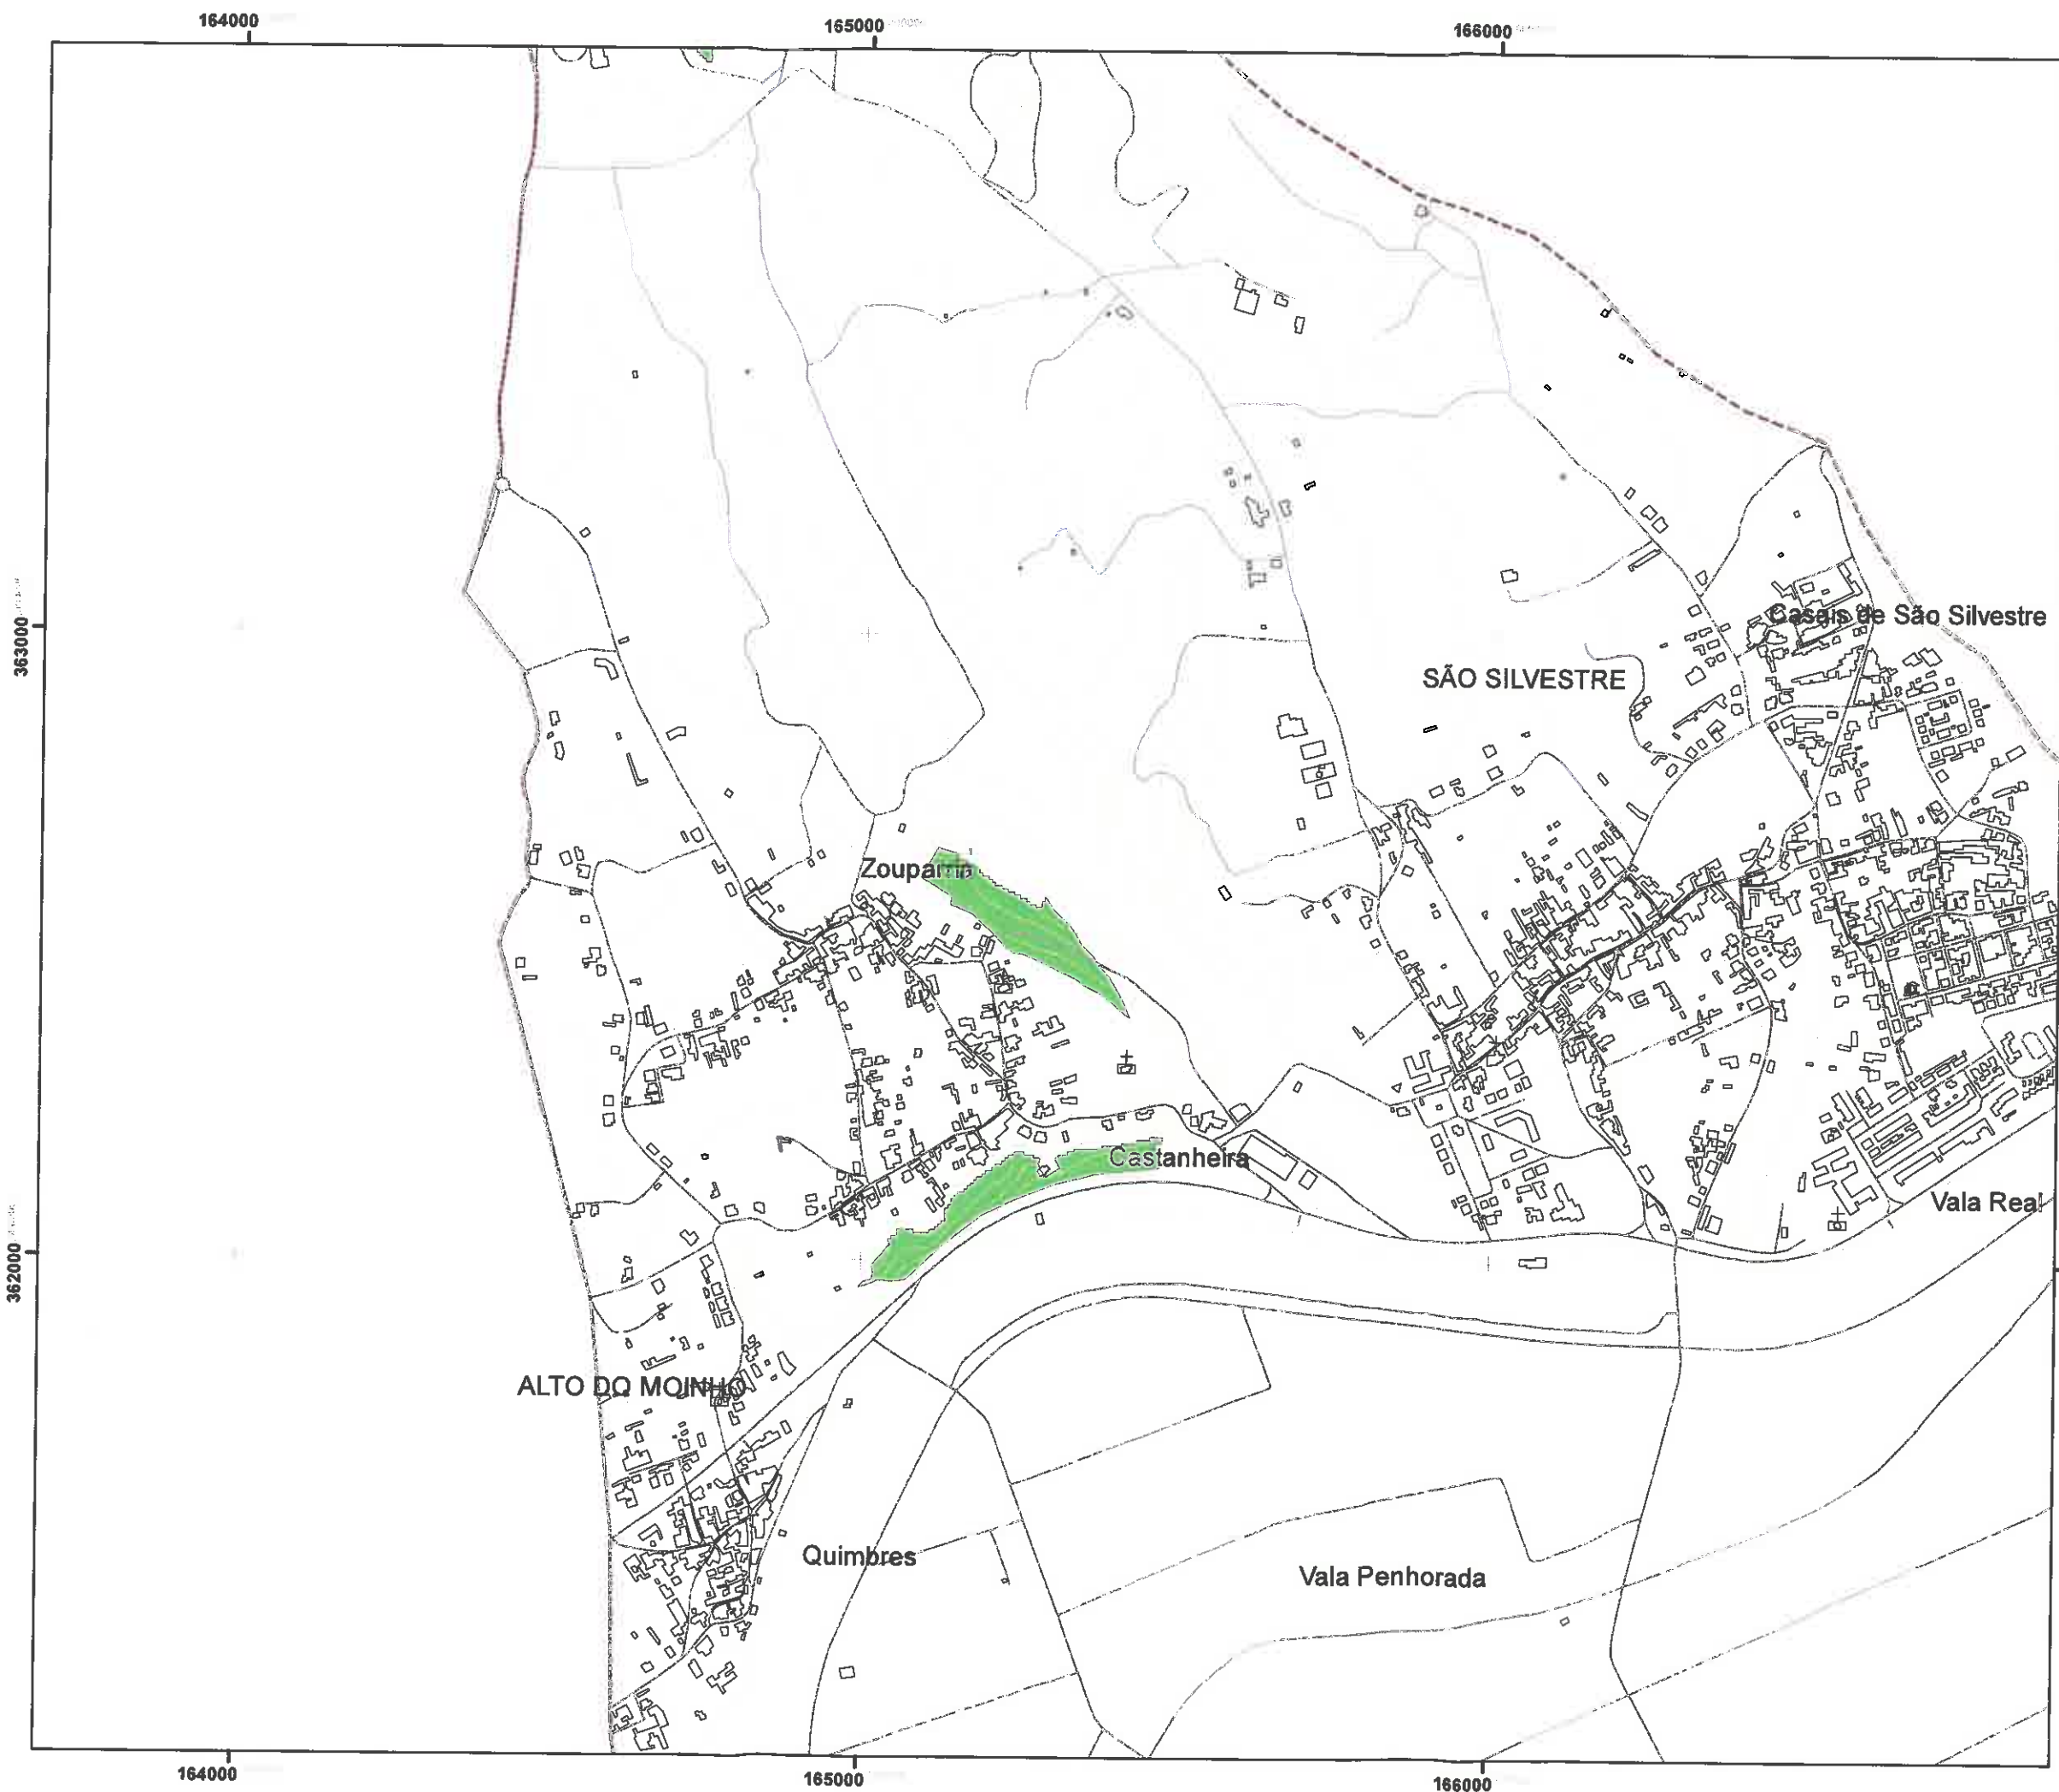 164000
165000
166000
363000
Casais de São Silvestre
SÃO SILVESTRE
Zouparria
Castanheira
Vala Real
362000
ALTO DO MOINHO
Quimbres
Vala Penhorada
164000
165000
166000